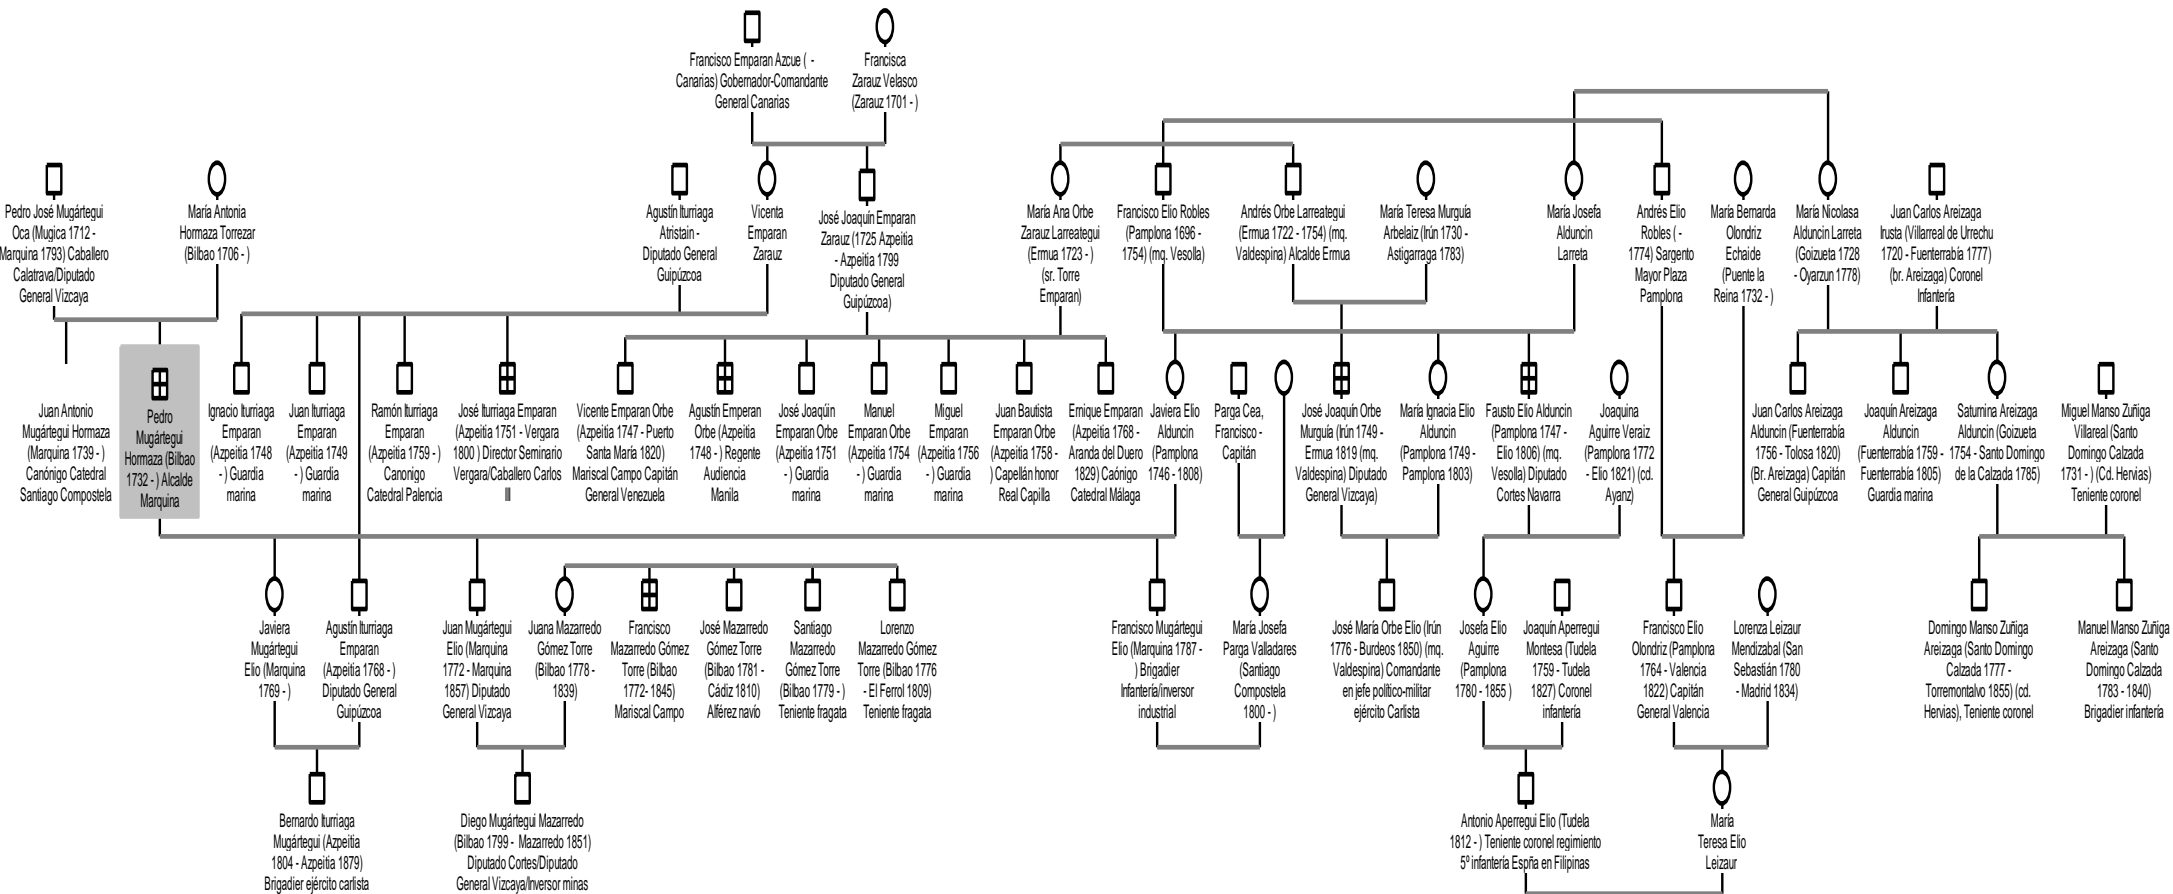 Francisco Emparan Azcue ( -
Canarias) Gobernador-Comandante
General Canarias
Francisca
Zarauz Velasco
(Zarauz 1701 - )
Pedro José Mugártegui
Oca (Mugica 1712 -
Marquina 1793) Caballero
Calatrava/Diputado
General Vizcaya
María Antonia
Hormaza Torrezar
(Bilbao 1706 - )
Agustín Iturriaga
Atristain -
Diputado General
Guipúzcoa
Vicenta
Emparan
Zarauz
José Joaquín Emparan
Zarauz (1725 Azpeitia
- Azpeitia 1799
Diputado General
Guipúzcoa)
María Ana Orbe
Zarauz Larreategui
(Ermua 1723 - )
(sr. Torre
Emparan)
Francisco Elio Robles
(Pamplona 1696 -
1754) (mq. Vesolla)
Andrés Orbe Larreategui
(Ermua 1722 - 1754) (mq.
Valdespina) Alcalde Ermua
María Teresa Murguía
Arbelaiz (Irún 1730 -
Astigarraga 1783)
María Josefa
Alduncin
Larreta
Andrés Elio
Robles ( -
1774) Sargento
Mayor Plaza
Pamplona
María Bernarda
Olondriz
Echaide
(Puente la
Reina 1732 - )
María Nicolasa
Alduncin Larreta
(Goizueta 1728
- Oyarzun 1778)
Juan Carlos Areizaga
Irusta (Villarreal de Urrechu
1720 - Fuenterrabía 1777)
(br. Areizaga) Coronel
Infantería
Juan Antonio
Mugártegui Hormaza
(Marquina 1739 - )
Canónigo Catedral
Santiago Compostela
Pedro
Mugártegui
Hormaza (Bilbao
1732 - ) Alcalde
Marquina
Ignacio Iturriaga
Emparan
(Azpeitia 1748
- ) Guardia
marina
Juan Iturriaga
Emparan
(Azpeitia 1749
- ) Guardia
marina
Ramón Iturriaga
Emparan
(Azpeitia 1759 - )
Canonigo
Catedral Palencia
José Iturriaga Emparan
(Azpeitia 1751 - Vergara
1800 ) Director Seminario
Vergara/Caballero Carlos
III
Vicente Emparan Orbe
(Azpeitia 1747 - Puerto
Santa María 1820)
Mariscal Campo Capitán
General Venezuela
Agustín Emperan
Orbe (Azpeitia
1748 - ) Regente
Audiencia
Manila
José Joaqüin
Emparan Orbe
(Azpeitia 1751
- ) Guardia
marina
Manuel
Emparan Orbe
(Azpeitia 1754
- ) Guardia
marina
Miguel
Emparan
(Azpeitia 1756
- ) Guardia
marina
Juan Bautista
Emparan Orbe
(Azpeitia 1758 -
) Capellán honor
Real Capilla
Ernique Emparan
(Azpeitia 1768 -
Aranda del Duero
1829) Caónigo
Catedral Málaga
Javiera Elio
Alduncin
(Pamplona
1746 - 1808)
Parga Cea,
Francisco -
Capitán
José Joaquín Orbe
Murguía (Irún 1749 -
Ermua 1819 (mq.
Valdespina) Diputado
General Vizcaya)
María Ignacia Elio
Alduncin
(Pamplona 1749 -
Pamplona 1803)
Fausto Elio Alduncin
(Pamplona 1747 -
Elio 1806) (mq.
Vesolla) Diputado
Cortes Navarra
Joaquina
Aguirre Veraiz
(Pamplona 1772
- Elio 1821) (cd.
Ayanz)
Juan Carlos Areizaga
Alduncin (Fuenterrabía
1756 - Tolosa 1820)
(Br. Areizaga) Capitán
General Guipúzcoa
Joaquín Areizaga
Alduncin
(Fuenterrabía 1759 -
Fuenterrabía 1805)
Guardia marina
Saturnina Areizaga
Alduncin (Goizueta
1754 - Santo Domingo
de la Calzada 1785)
Miguel Manso Zuñiga
Villareal (Santo
Domingo Calzada
1731 - ) (Cd. Hervias)
Teniente coronel
Javiera
Mugártegui
Elio (Marquina
1769 - )
Agustín Iturriaga
Emparan
(Azpeitia 1768 - )
Diputado General
Guipúzcoa
Juan Mugártegui
Elio (Marquina
1772 - Marquina
1857) Diputado
General Vizcaya
Juana Mazarredo
Gómez Torre
(Bilbao 1778 -
1839)
Francisco
Mazarredo Gómez
Torre (Bilbao
1772- 1845)
Mariscal Campo
José Mazarredo
Gómez Torre
(Bilbao 1781 -
Cádiz 1810)
Alférez navío
Santiago
Mazarredo
Gómez Torre
(Bilbao 1779 - )
Teniente fragata
Lorenzo
Mazarredo Gómez
Torre (Bilbao 1776
- El Ferrol 1809)
Teniente fragata
Francisco Mugártegui
Elio (Marquina 1787 -
) Brigadier
Infantería/inversor
industrial
María Josefa
Parga Valladares
(Santiago
Compostela
1800 - )
José María Orbe Elio (Irún
1776 - Burdeos 1850) (mq.
Valdespina) Comandante
en jefe político-militar
ejército Carlista
Josefa Elio
Aguirre
(Pamplona
1780 - 1855 )
Joaquín Aperregui
Montesa (Tudela
1759 - Tudela
1827) Coronel
infantería
Francisco Elio
Olondriz (Pamplona
1764 - Valencia
1822) Capitán
General Valencia
Lorenza Leizaur
Mendizabal (San
Sebastián 1780
- Madrid 1834)
Domingo Manso Zuñiga
Areizaga (Santo Domingo
Calzada 1777 -
Torremontalvo 1855) (cd.
Hervias), Teniente coronel
Manuel Manso Zuñiga
Areizaga (Santo
Domingo Calzada
1783 - 1840)
Brigadier infantería
Bernardo Iturriaga
Mugártegui (Azpeitia
1804 - Azpeitia 1879)
Brigadier ejército carlista
Diego Mugártegui Mazarredo
(Bilbao 1799 - Mazarredo 1851)
Diputado Cortes/Diputado
General Vizcaya/Inversor minas
Antonio Aperregui Elio (Tudela
1812 - ) Teniente coronel regimiento
5º infantería Espña en Filipinas
María
Teresa Elio
Leizaur